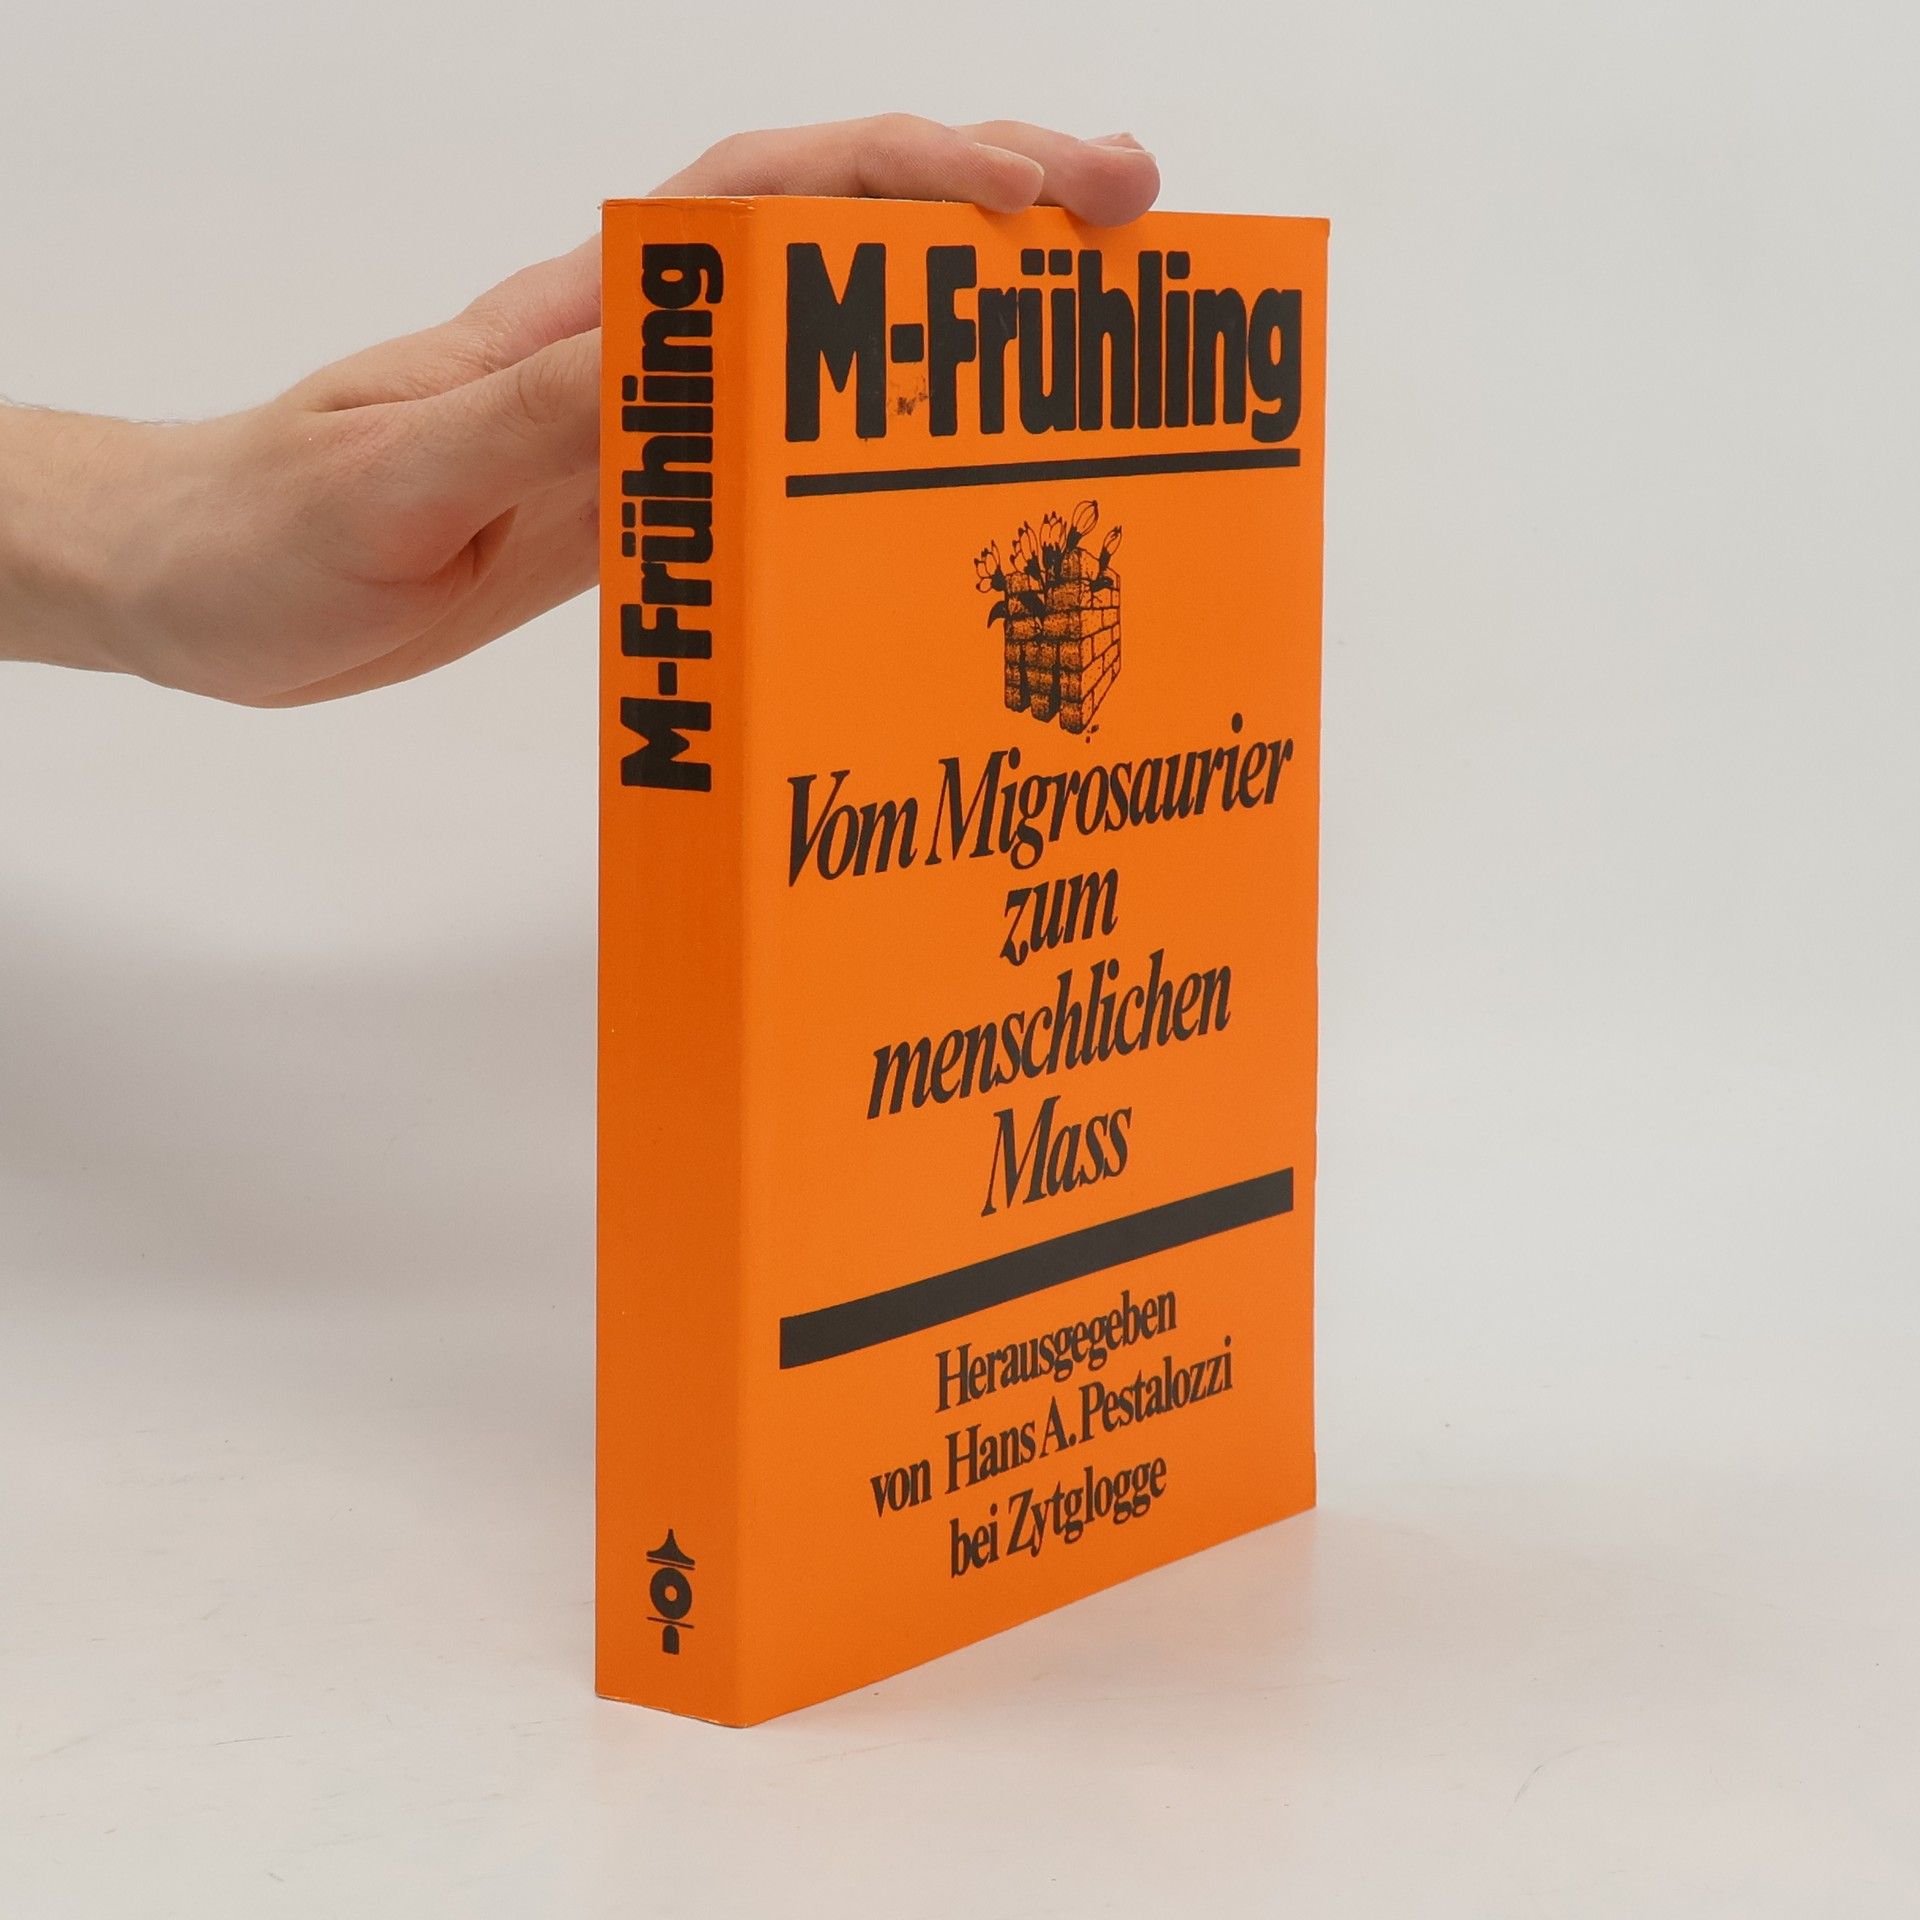 M-Frühling
M-Frühling
Vom Migrosaurier
zum
menschlichen
Mass
Herausgegeben
von Hans A. Pestalozzi
bei Zytglogge